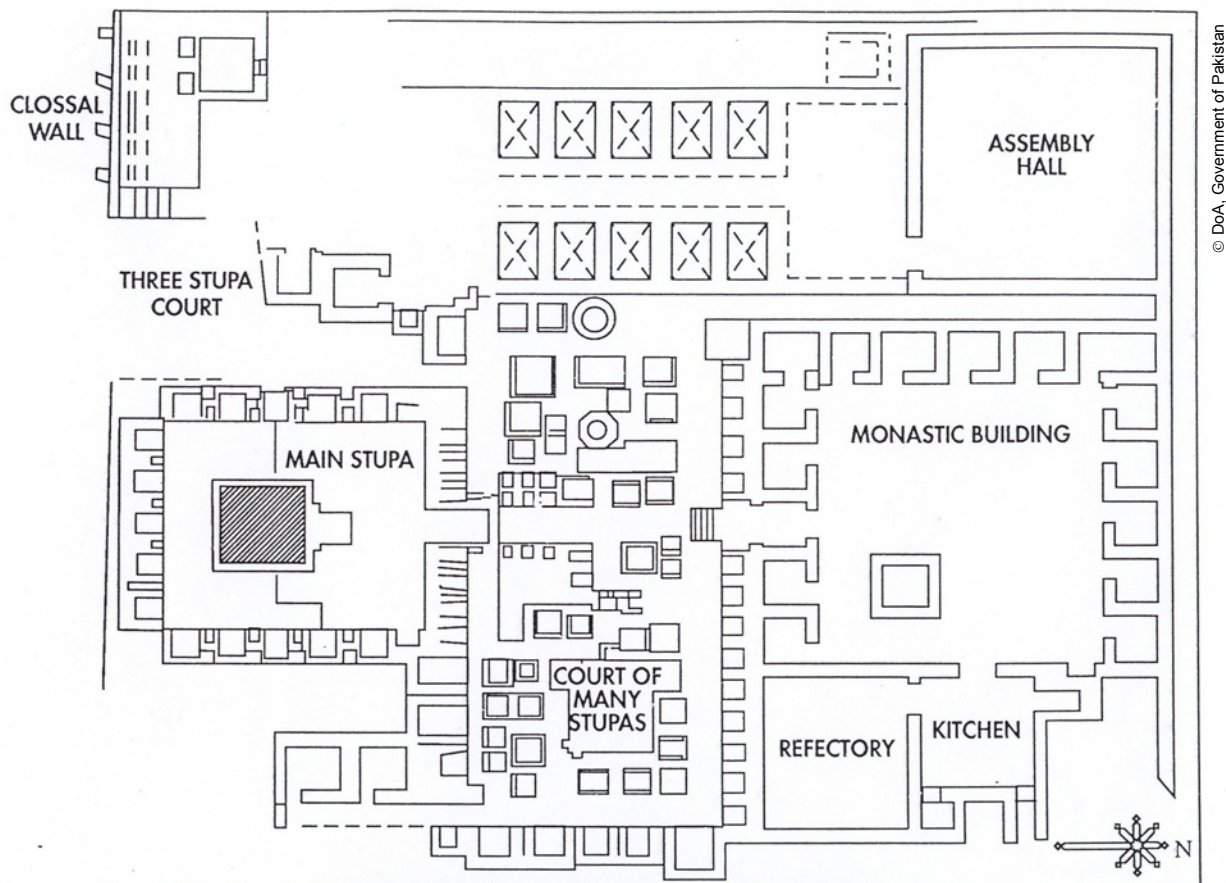 CLOSSAL
WALL
ASSEMBLY
HALL
© DoA, Government of Pakistan
THREE STUPA
COURT
MONASTIC BUILDING
MAIN STUPA
COURT OF
MANY
STUPAS
REFECTORY
KITCHEN
N